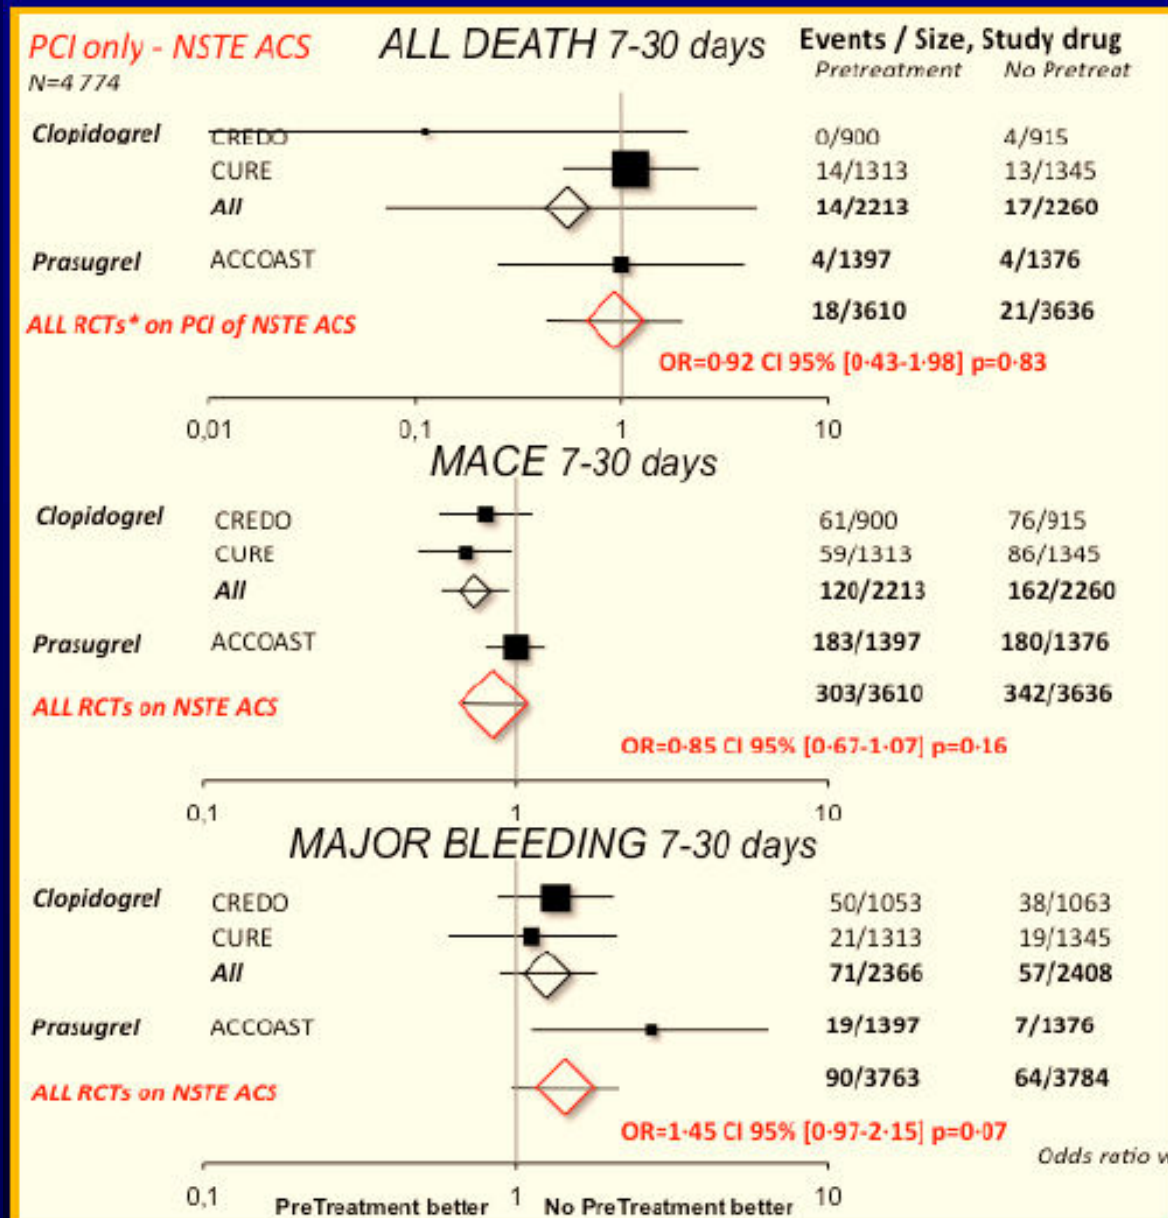 PCI only - NSTE ACS ALL DEATH 7-30 days Events / Size, Study drug
N=4 774 Pretreatment No Pretreat
Clopidogrel CREDO 0/900 4/915
CURE 14/1313 13/1345
All 14/2213 17/2260
Prasugrel ACCOAST 4/1397 4/1376
ALL RCTs* on PCI of NSTE ACS 18/3610 21/3636
OR=0·92 CI 95% [0·43-1·98] p=0·83
0,01 0,1 1 10
MACE 7-30 days
Clopidogrel CREDO 61/900 76/915
CURE 59/1313 86/1345
All 120/2213 162/2260
Prasugrel ACCOAST 183/1397 180/1376
ALL RCTs on NSTE ACS 303/3610 342/3636
OR=0·85 CI 95% [0·67-1·07] p=0·16
0,1 1 10
MAJOR BLEEDING 7-30 days
Clopidogrel CREDO 50/1053 38/1063
CURE 21/1313 19/1345
All 71/2366 57/2408
Prasugrel ACCOAST 19/1397 7/1376
ALL RCTs on NSTE ACS 90/3763 64/3784
OR=1·45 CI 95% [0·97-2·15] p=0·07
Odds ratio w
0,1 PreTreatment better 1 No PreTreatment better 10